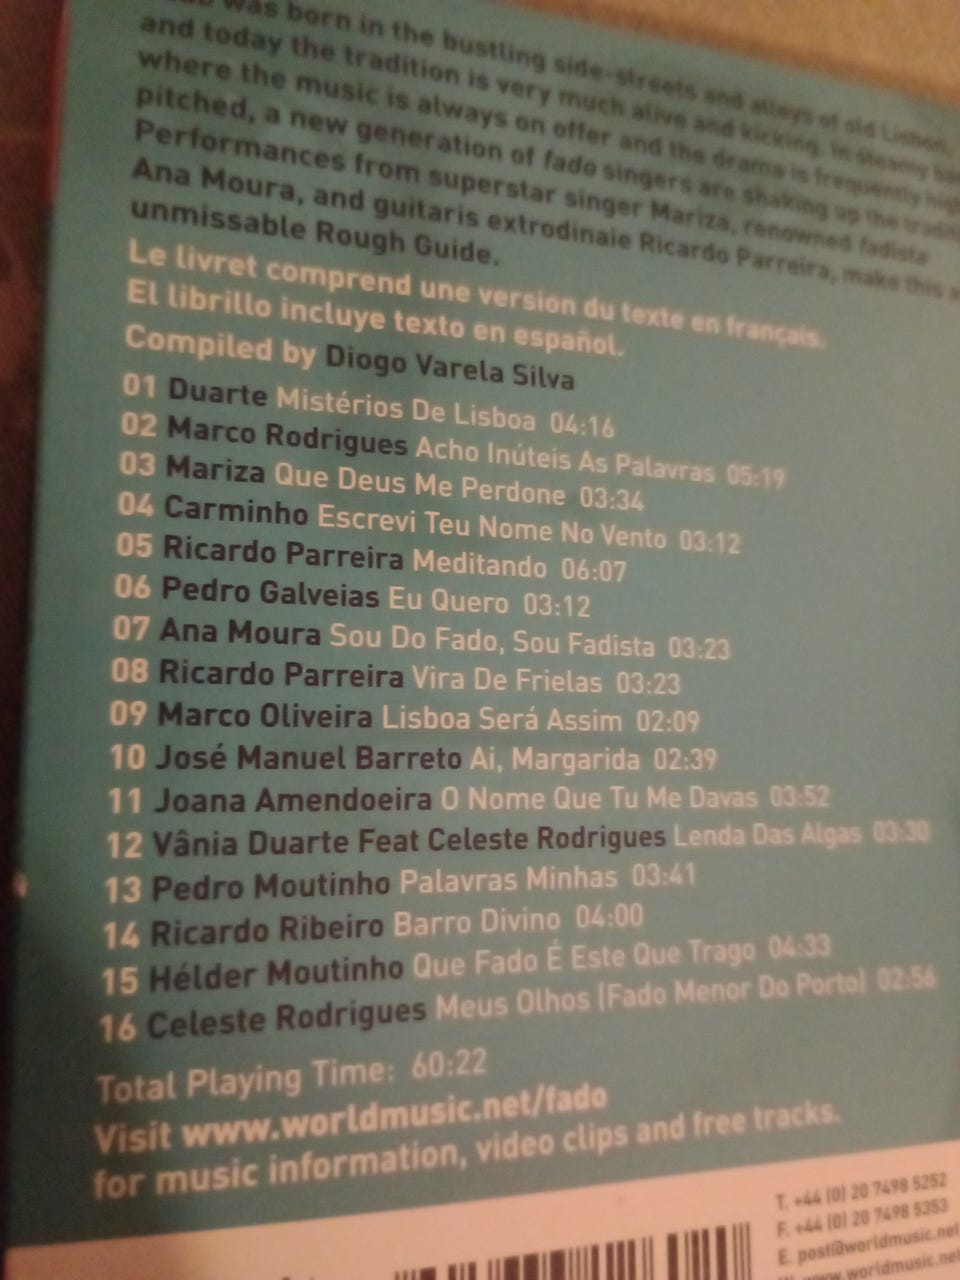 was born in the bustling side-streets and alleys of old Lisbon,
and today the tradition is very much alive and kicking. In steamy
where the music is always on offer and the drama is frequently
pitched, a new generation of fado singers are shaking up the
Performances from superstar singer Mariza, renowned fadista
Ana Moura, and guitaris extrodinaie Ricardo Parreira, make this
unmissable Rough Guide.
Le livret comprend une version du texte en français.
El librillo incluye texto en español.
Compiled by Diogo Varela Silva
01 Duarte Mistérios De Lisboa 04:16
02 Marco Rodrigues Acho Inúteis As Palavras 05:19
03 Mariza Que Deus Me Perdone 03:34
04 Carminho Escrevi Teu Nome No Vento 03:12
05 Ricardo Parreira Meditando 06:07
06 Pedro Galveias Eu Quero 03:12
07 Ana Moura Sou Do Fado, Sou Fadista 03:23
08 Ricardo Parreira Vira De Frielas 03:23
09 Marco Oliveira Lisboa Será Assim 02:09
10 José Manuel Barreto Ai, Margarida 02:39
11 Joana Amendoeira O Nome Que Tu Me Davas 03:52
12 Vânia Duarte Feat Celeste Rodrigues Lenda Das Algas 03:30
13 Pedro Moutinho Palavras Minhas 03:41
14 Ricardo Ribeiro Barro Divino 04:00
15 Hélder Moutinho Que Fado É Este Que Trago 04:33
16 Celeste Rodrigues Meus Olhos (Fado Menor Do Porto) 02:56
Total Playing Time: 60:22
Visit www.worldmusic.net/fado
for music information, video clips and free tracks.
T. +44 (0) 20 7498 5252
F. +44 (0) 20 7498 5353
E. post@worldmusic.net
www.worldmusic.ne